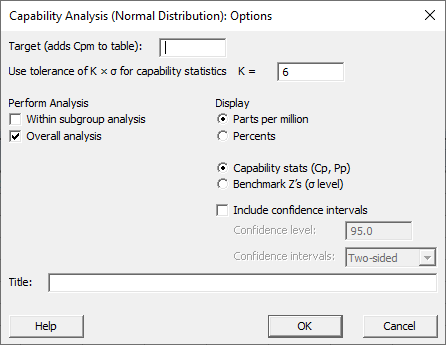 Capability Analysis (Normal Distribution): Options
Target (adds Cpm to table):
Use tolerance of K × σ for capability statistics K = 6
Perform Analysis
Within subgroup analysis
Overall analysis
Display
Parts per million
Percents
Capability stats (Cp, Pp)
Benchmark Z's (σ level)
Include confidence intervals
Confidence level: 95.0
Confidence intervals: Two-sided
Title:
Help
OK
Cancel